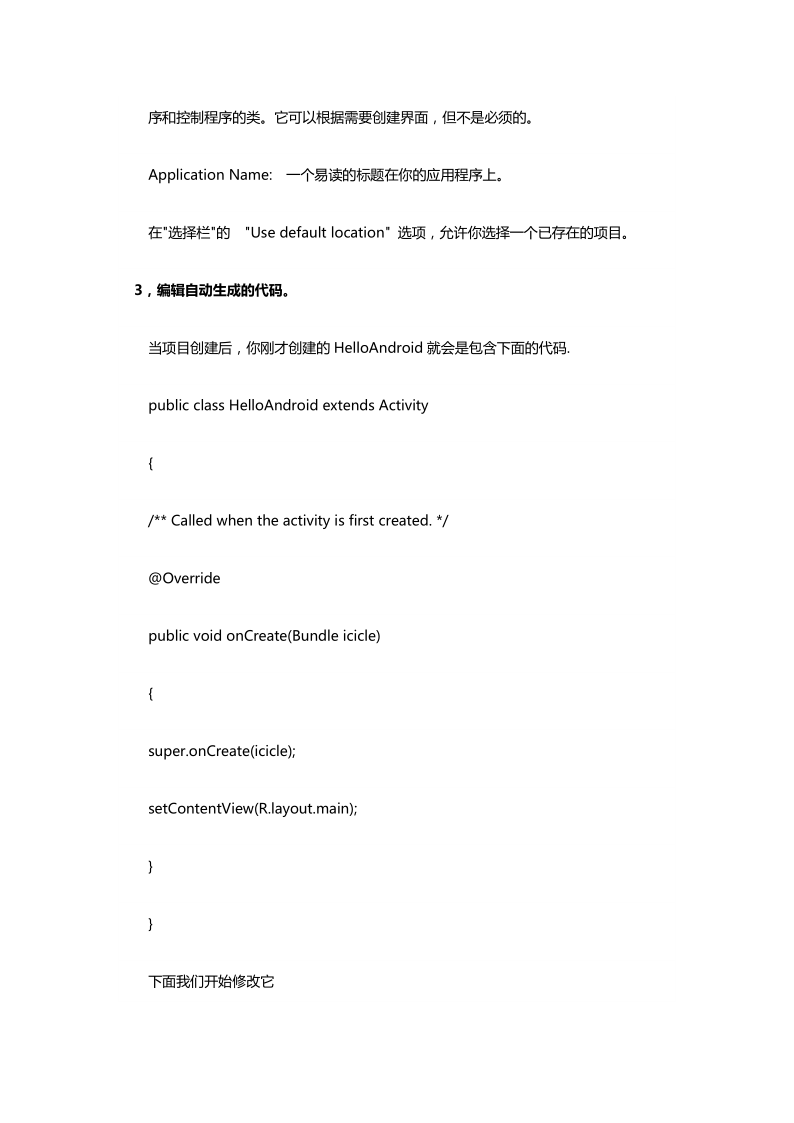 序和控制程序的类。它可以根据需要创建界面，但不是必须的。
Application Name: 一个易读的标题在你的应用程序上。
在"选择栏"的 "Use default location" 选项，允许你选择一个已存在的项目。
3，编辑自动生成的代码。
当项目创建后，你刚才创建的 HelloAndroid 就会是包含下面的代码.
public class HelloAndroid extends Activity
{
/** Called when the activity is first created. */
@Override
public void onCreate(Bundle icicle)
{
super.onCreate(icicle);
setContentView(R.layout.main);
}
}
下面我们开始修改它